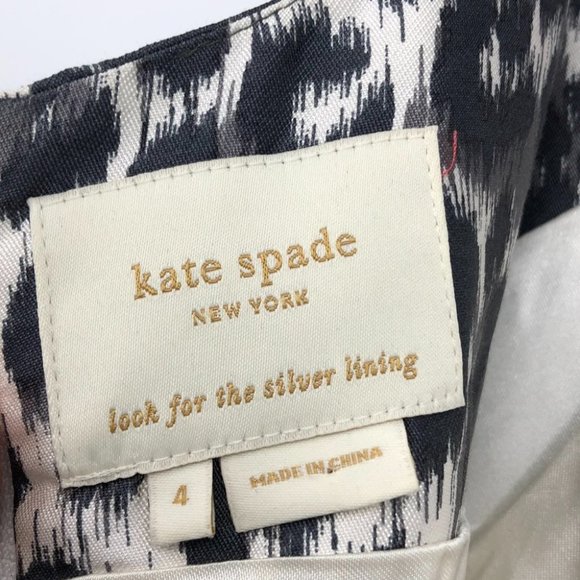 kate spade
NEW YORK
look for the silver lining
4
MADE IN CHINA